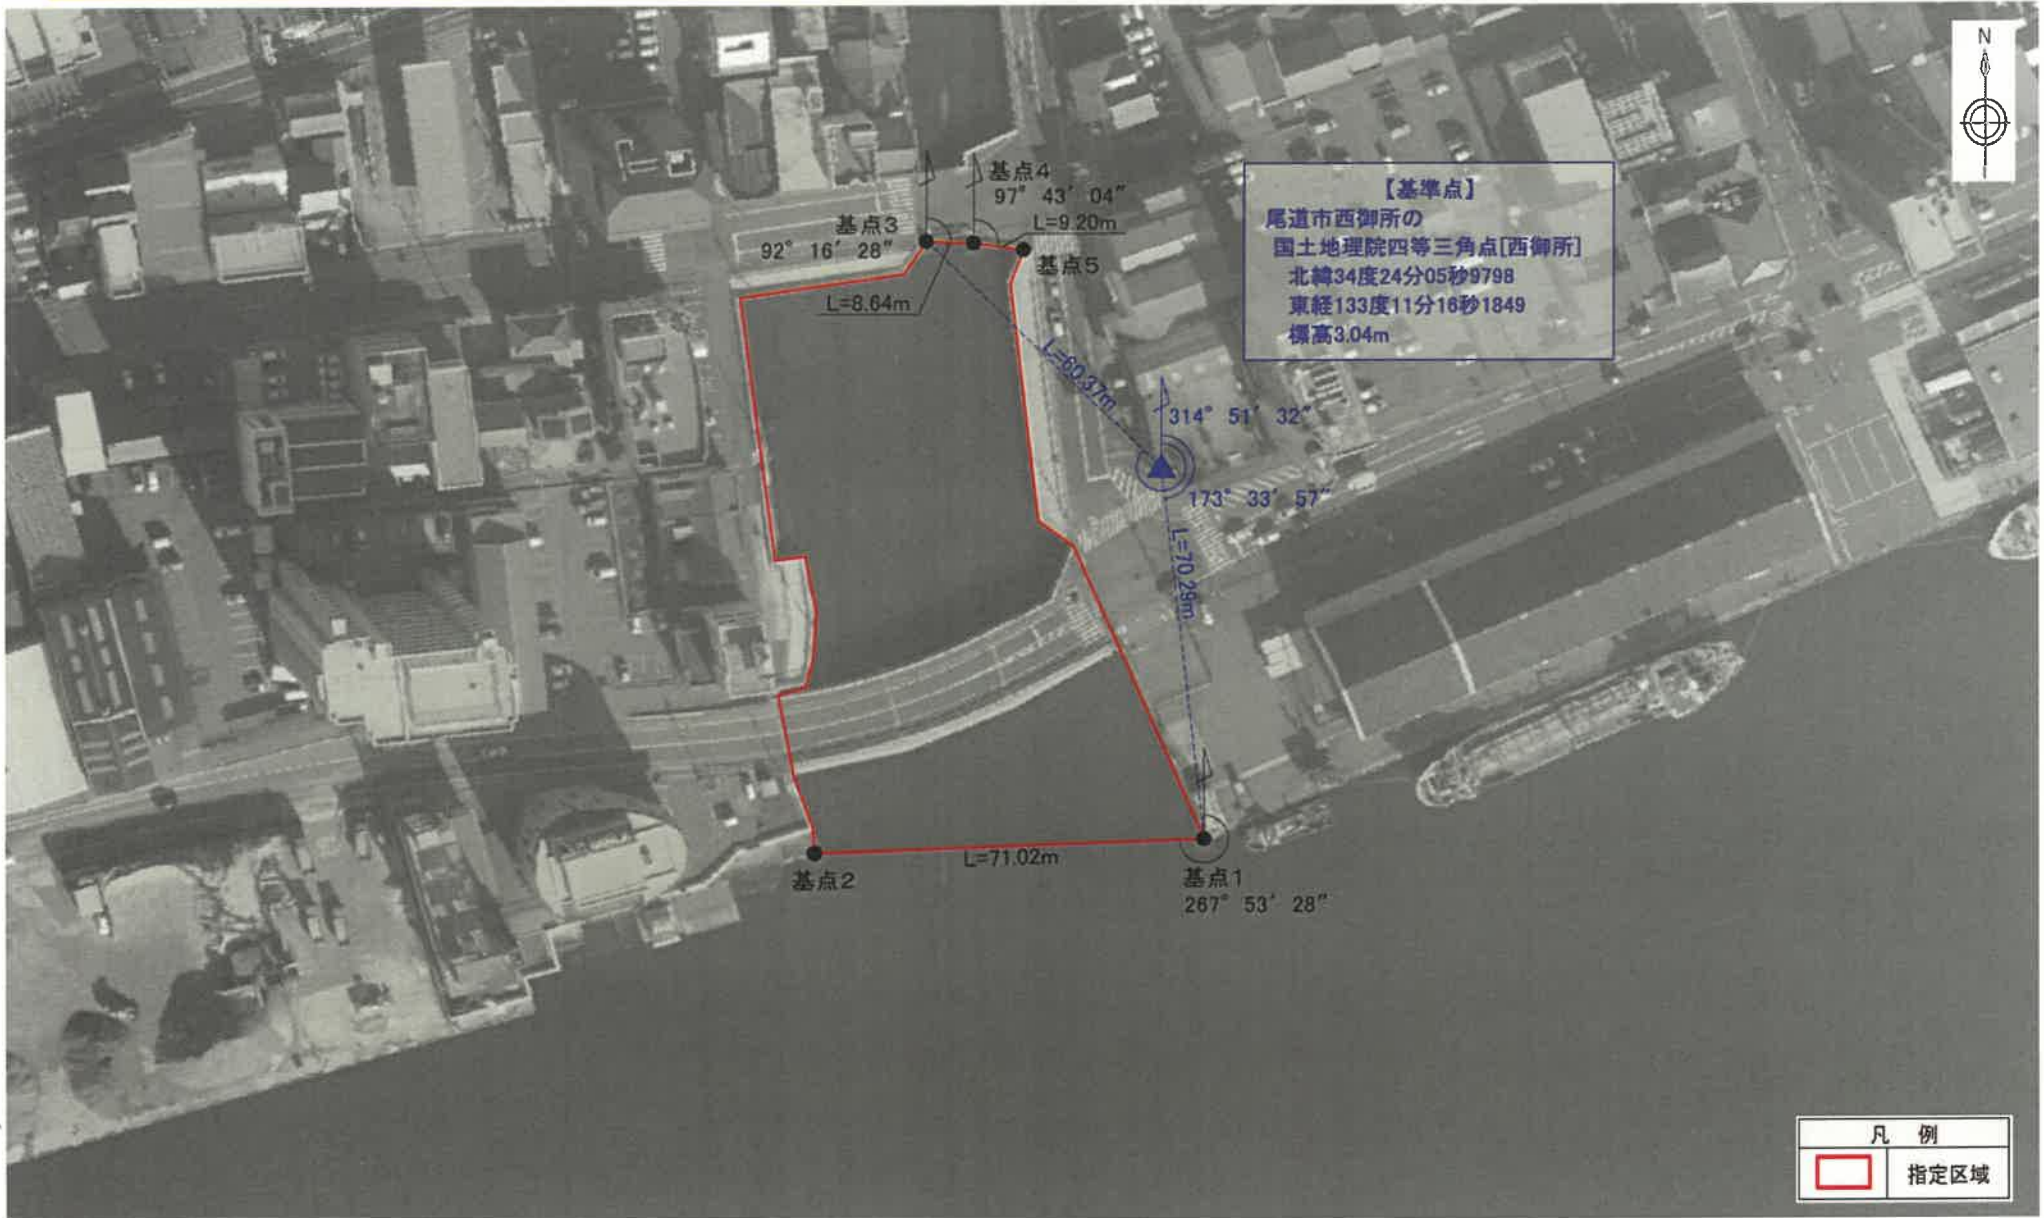 N
基点4
97° 43′ 04″
L=9.20m
基点3
92° 16′ 28″
基点5
L=8.64m
【基準点】
尾道市西御所の
国土地理院四等三角点[西御所]
北緯34度24分05秒9798
東経133度11分16秒1849
標高3.04m
L=60.37m
314° 51′ 32″
173° 33′ 57″
L=70.29m
L=71.02m
基点2
基点1
267° 53′ 28″
凡 例
指定区域